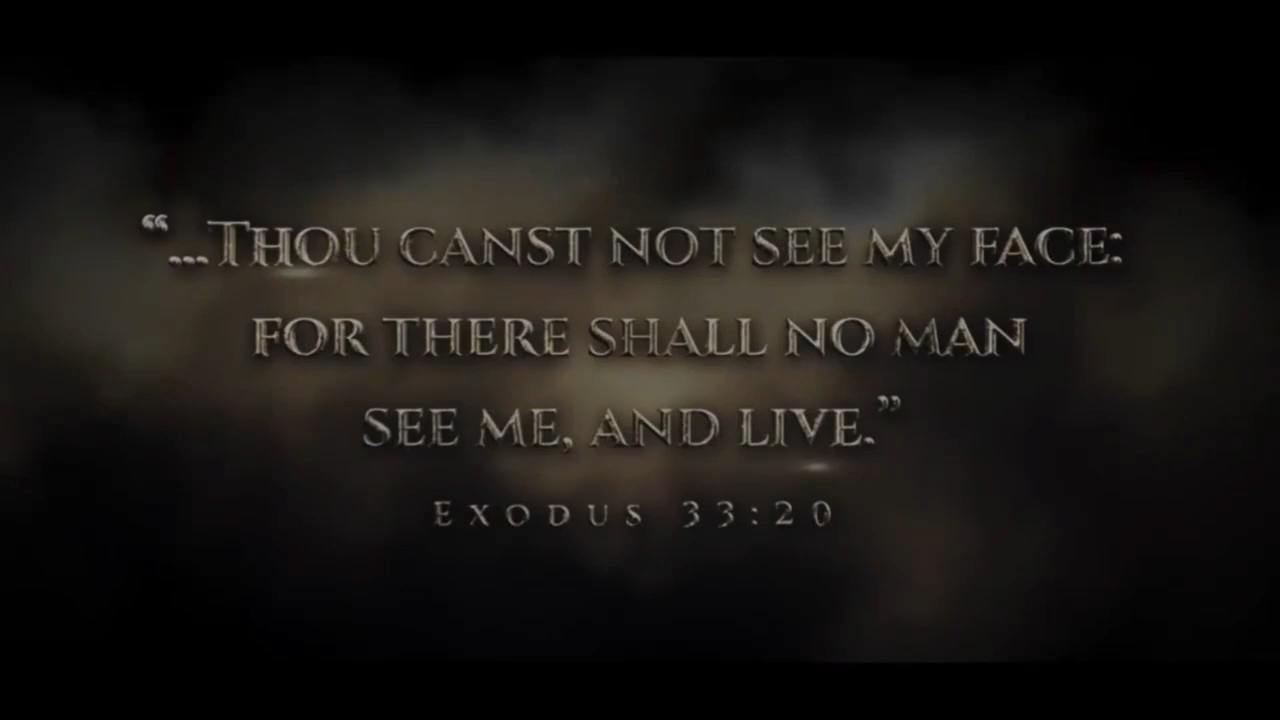 “...Thou canst not see my face:
for there shall no man
see me, and live.”
Exodus 33:20